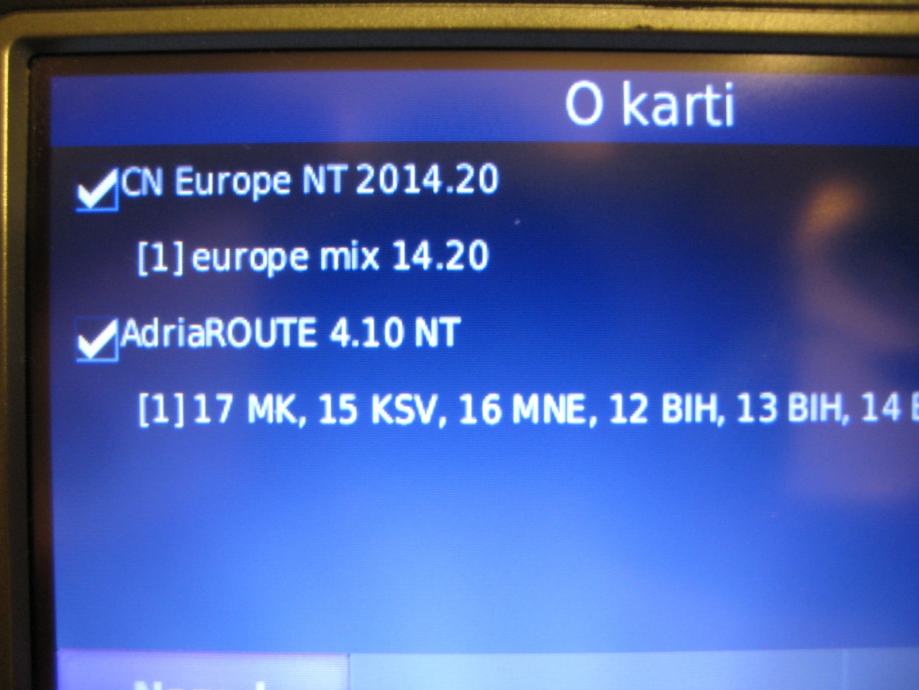 O karti
CN Europe NT 2014.20
[1] europe mix 14.20
AdriaROUTE 4.10 NT
[1] 17 MK, 15 KSV, 16 MNE, 12 BIH, 13 BIH, 14